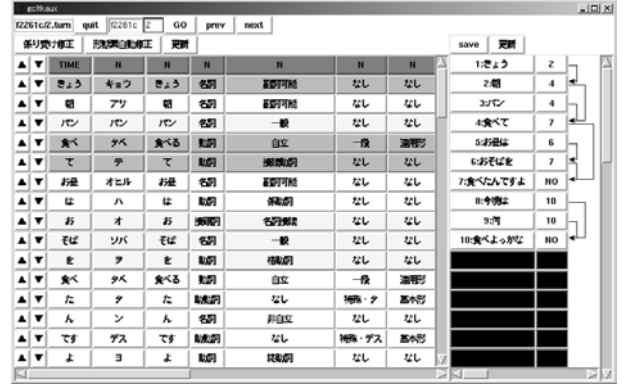 gcltkaux
f2261c/2.turn quit f2261c 2 GO prev next
係り受け修正 形態素自動修正 更新 save 更新
▲ ▼ TIME N N N N N N
▲ ▼ きょう キョウ きょう 名詞 副詞可能 なし なし
▲ ▼ 朝 アサ 朝 名詞 副詞可能 なし なし
▲ ▼ パン パン パン 名詞 一般 なし なし
▲ ▼ 食べ タベ 食べる 動詞 自立 一段 連用形
▲ ▼ て テ て 助詞 接続助詞 なし なし
▲ ▼ お昼 オヒル お昼 名詞 副詞可能 なし なし
▲ ▼ は ハ は 助詞 係助詞 なし なし
▲ ▼ お オ お 接頭詞 名詞接続 なし なし
▲ ▼ そば ソバ そば 名詞 一般 なし なし
▲ ▼ を ヲ を 助詞 格助詞 なし なし
▲ ▼ 食べ タベ 食べる 動詞 自立 一段 連用形
▲ ▼ た タ た 助動詞 なし 特殊・タ 基本形
▲ ▼ ん ン ん 名詞 非自立 なし なし
▲ ▼ です デス です 助動詞 なし 特殊・デス 基本形
▲ ▼ よ ヨ よ 助詞 終助詞 なし なし
1:きょう 2
2:朝 4
3:パン 4
4:食べて 7
5:お昼は 6
6:おそばを 7
7:食べたんですよ NO
8:今晩は 10
9:何 10
10:食べよっかな NO